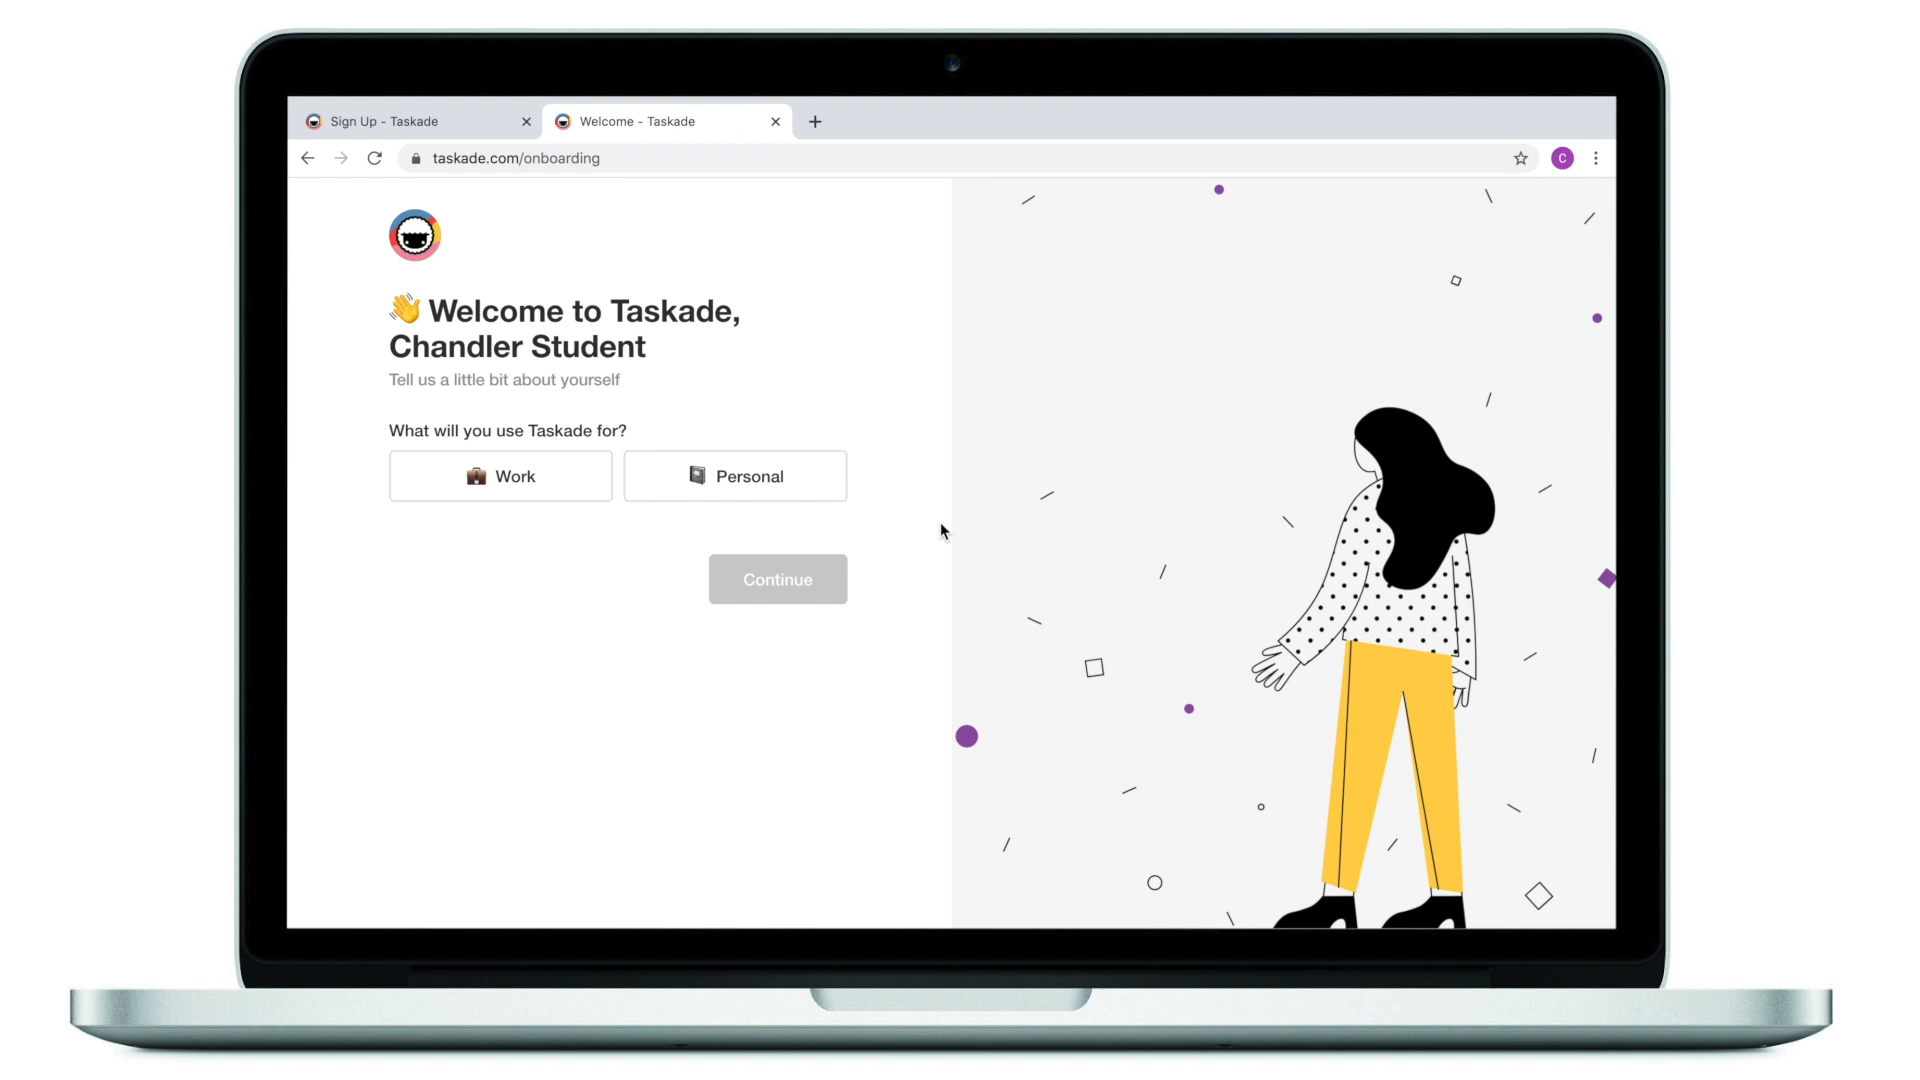 Sign Up - Taskade
Welcome - Taskade
taskade.com/onboarding
C
👋 Welcome to Taskade,
Chandler Student
Tell us a little bit about yourself
What will you use Taskade for?
Work
Personal
Continue